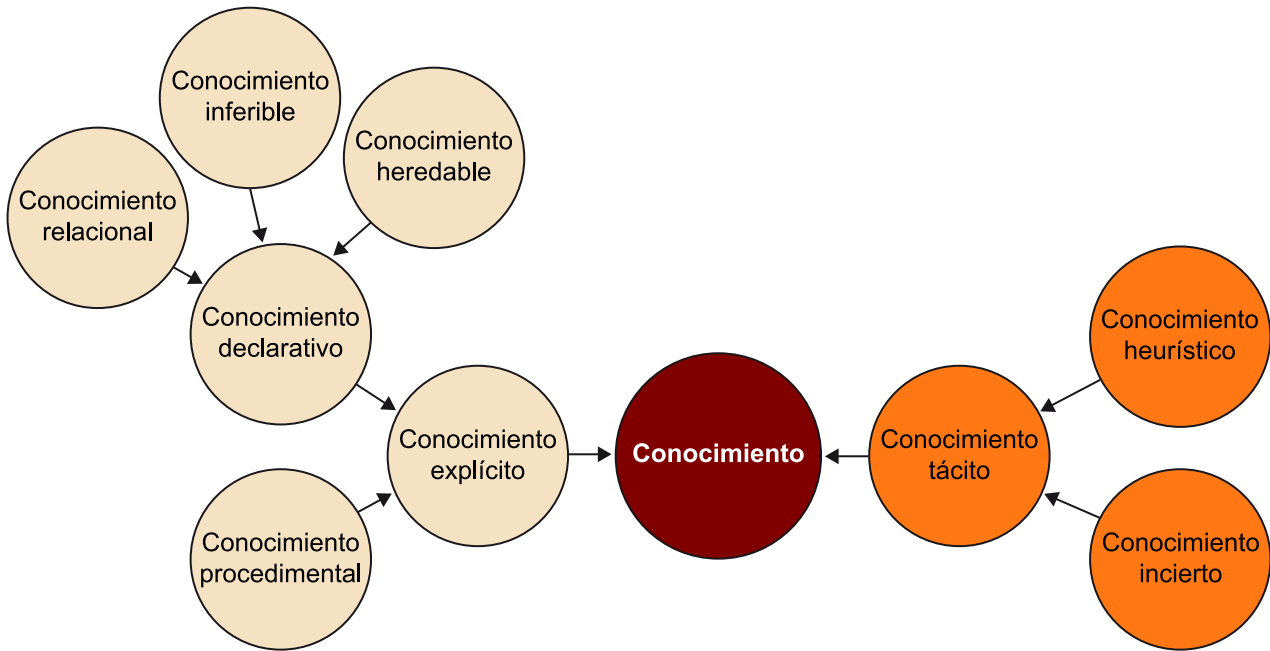 Conocimiento
inferible
Conocimiento
heredable
Conocimiento
relacional
Conocimiento
declarativo
Conocimiento
heurístico
Conocimiento
explícito
Conocimiento
Conocimiento
tácito
Conocimiento
procedimental
Conocimiento
incierto